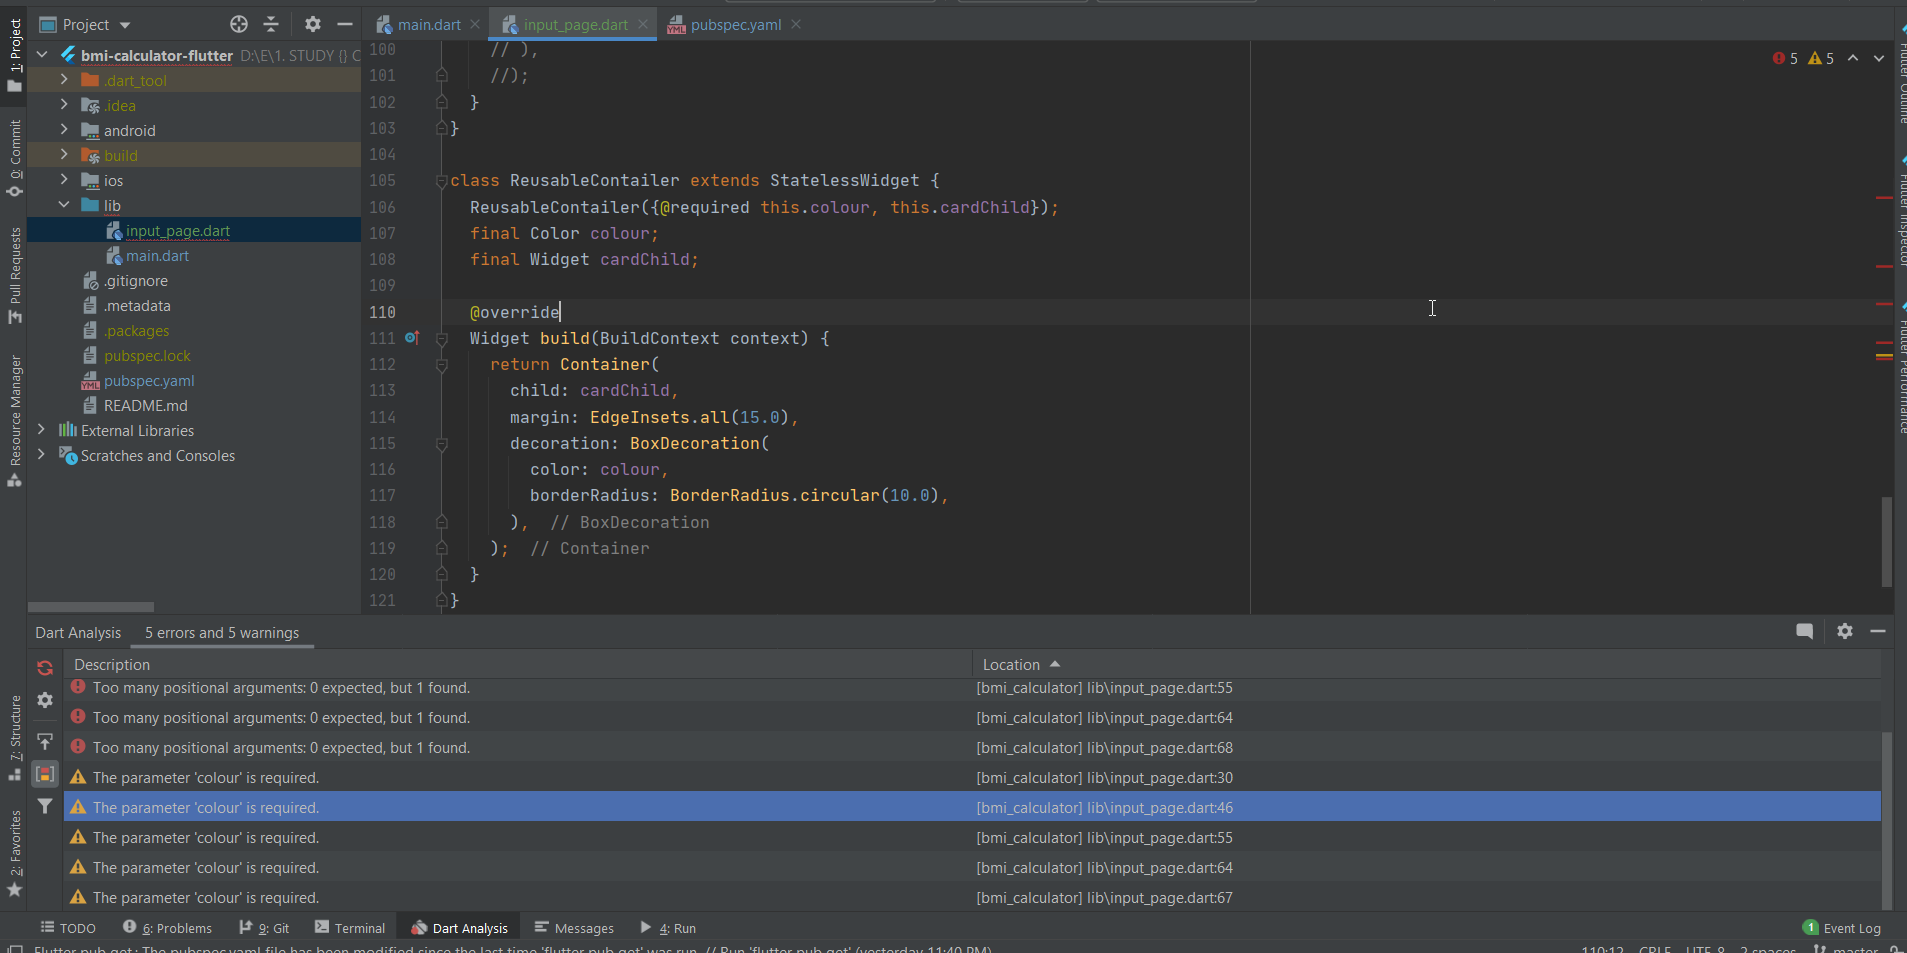 Project
main.dart
input_page.dart
pubspec.yaml
1: Project
0: Commit
Pull Requests
Resource Manager
7: Structure
2: Favorites
bmi-calculator-flutter D:\E\1. STUDY {} C
.dart_tool
.idea
android
build
ios
lib
input_page.dart
main.dart
.gitignore
.metadata
.packages
pubspec.lock
pubspec.yaml
README.md
External Libraries
Scratches and Consoles
5 5
100 // ),
101 //);
102 }
103 }
104
105 class ReusableContailer extends StatelessWidget {
106 ReusableContailer({@required this.colour, this.cardChild});
107 final Color colour;
108 final Widget cardChild;
109
110 @override
111 Widget build(BuildContext context) {
112 return Container(
113 child: cardChild,
114 margin: EdgeInsets.all(15.0),
115 decoration: BoxDecoration(
116 color: colour,
117 borderRadius: BorderRadius.circular(10.0),
118 ), // BoxDecoration
119 ); // Container
120 }
121 }
Flutter Outline
Flutter Inspector
Flutter Performance
Dart Analysis 5 errors and 5 warnings
Description Location
Too many positional arguments: 0 expected, but 1 found. [bmi_calculator] lib\input_page.dart:55
Too many positional arguments: 0 expected, but 1 found. [bmi_calculator] lib\input_page.dart:64
Too many positional arguments: 0 expected, but 1 found. [bmi_calculator] lib\input_page.dart:68
The parameter 'colour' is required. [bmi_calculator] lib\input_page.dart:30
The parameter 'colour' is required. [bmi_calculator] lib\input_page.dart:46
The parameter 'colour' is required. [bmi_calculator] lib\input_page.dart:55
The parameter 'colour' is required. [bmi_calculator] lib\input_page.dart:64
The parameter 'colour' is required. [bmi_calculator] lib\input_page.dart:67
TODO 6: Problems 9: Git Terminal Dart Analysis Messages 4: Run 1 Event Log
Flutter pub get: The pubspec.yaml file has been modified since the last time 'flutter pub get' was run. // Run 'flutter pub get' (yesterday 11:40 PM) 110:12 CRLF UTF-8 2 spaces master